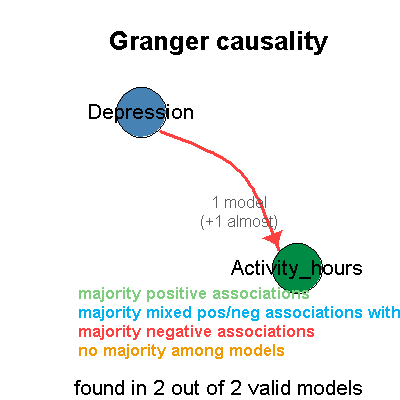 Granger causality
Depression
1 model
(+1 almost)
Activity_hours
majority positive associations
majority mixed pos/neg associations with
majority negative associations
no majority among models
found in 2 out of 2 valid models